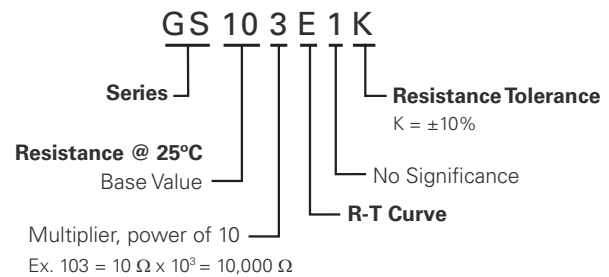 GS 10 3 E 1 K
Series
Resistance Tolerance
K = ±10%
Resistance @ 25ºC
Base Value
No Significance
R-T Curve
Multiplier, power of 10
Ex. 103 = 10 Ω x 10³ = 10,000 Ω